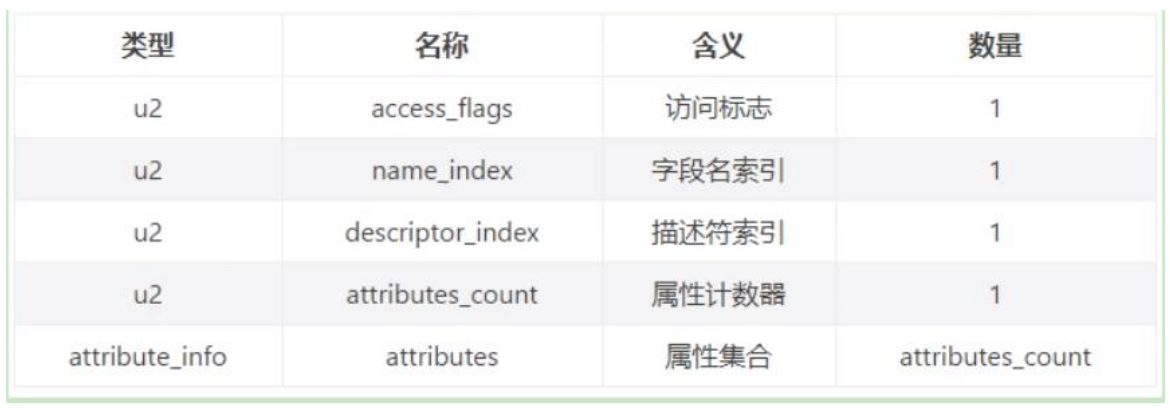 类型 名称 含义 数量
u2 access_flags 访问标志 1
u2 name_index 字段名索引 1
u2 descriptor_index 描述符索引 1
u2 attributes_count 属性计数器 1
attribute_info attributes 属性集合 attributes_count